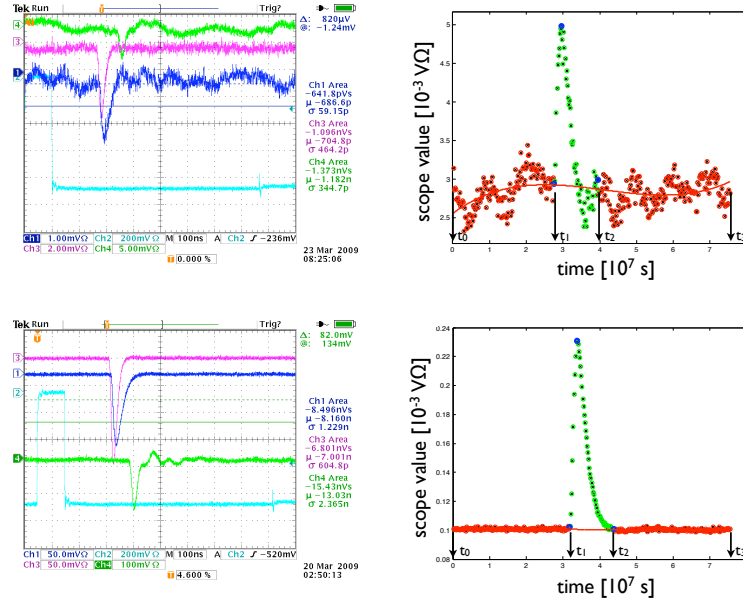 Tek Run Trig?
Δ: 820µV
@: −1.24mV
4
3
1
2
Ch1 Area
−641.8pVs
µ −686.6p
σ 59.15p
Ch3 Area
−1.096nVs
µ −704.8p
σ 464.2p
Ch4 Area
−1.373nVs
µ −1.182n
σ 344.7p
Ch1 1.00mVΩ Ch2 200mVΩ M 100ns A Ch2 ʃ −236mV
Ch3 2.00mVΩ Ch4 5.00mVΩ
0.000 %
23 Mar 2009
08:25:06
scope value [10⁻³ VΩ]
5
4.5
4
3.5
3
2.5
t₀ t₁ t₂ t₃
0 1 2 3 4 5 6 7
time [10⁷ s]
Tek Run Trig?
Δ: 82.0mV
@: 134mV
3
1
2
4
Ch1 Area
−8.496nVs
µ −8.160n
σ 1.229n
Ch3 Area
−6.801nVs
µ −7.001n
σ 604.8p
Ch4 Area
−15.43nVs
µ −13.03n
σ 2.365n
Ch1 50.0mVΩ Ch2 200mVΩ M 100ns A Ch2 ʃ −520mV
Ch3 50.0mVΩ Ch4 100mVΩ
4.600 %
20 Mar 2009
02:50:13
scope value [10⁻³ VΩ]
0.24
0.22
0.2
0.18
0.16
0.14
0.12
0.1
0.08
t₀ t₁ t₂ t₃
0 1 2 3 4 5 6 7
time [10⁷ s]